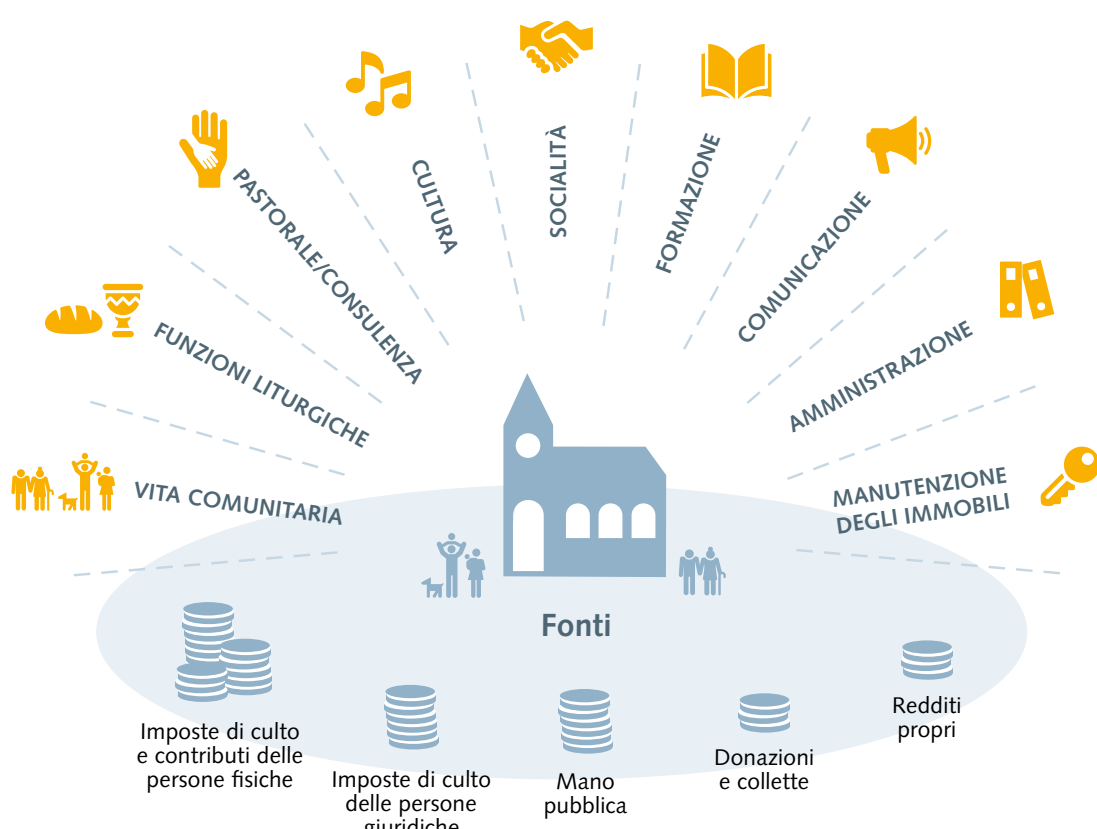 VITA COMUNITARIA
FUNZIONI LITURGICHE
PASTORALE/CONSULENZA
CULTURA
SOCIALITÀ
FORMAZIONE
COMUNICAZIONE
AMMINISTRAZIONE
MANUTENZIONE
DEGLI IMMOBILI
Fonti
Imposte di culto
e contributi delle
persone fisiche
Imposte di culto
delle persone
giuridiche
Mano
pubblica
Donazioni
e collette
Redditi
propri